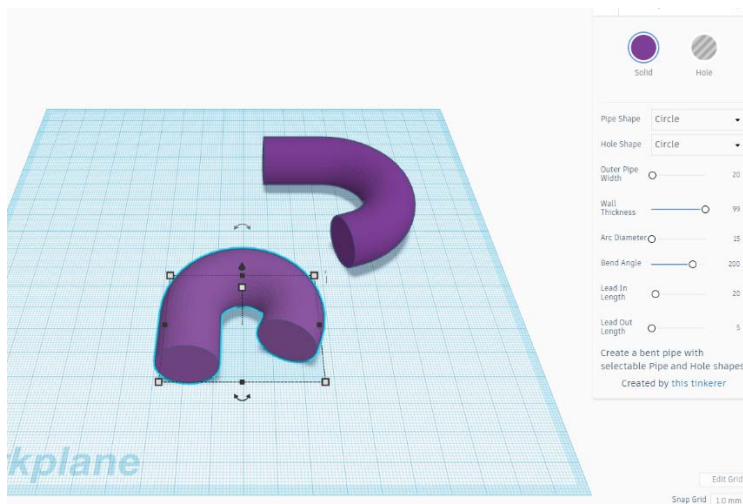 Solid
Hole
Pipe Shape Circle
Hole Shape Circle
Outer Pipe
Width 20
Wall
Thickness 99
Arc Diameter 15
Bend Angle 200
Lead In
Length 20
Lead Out
Length 5
Create a bent pipe with
selectable Pipe and Hole shapes
Created by this tinkerer
rkplane
Edit Grid
Snap Grid 1.0 mm